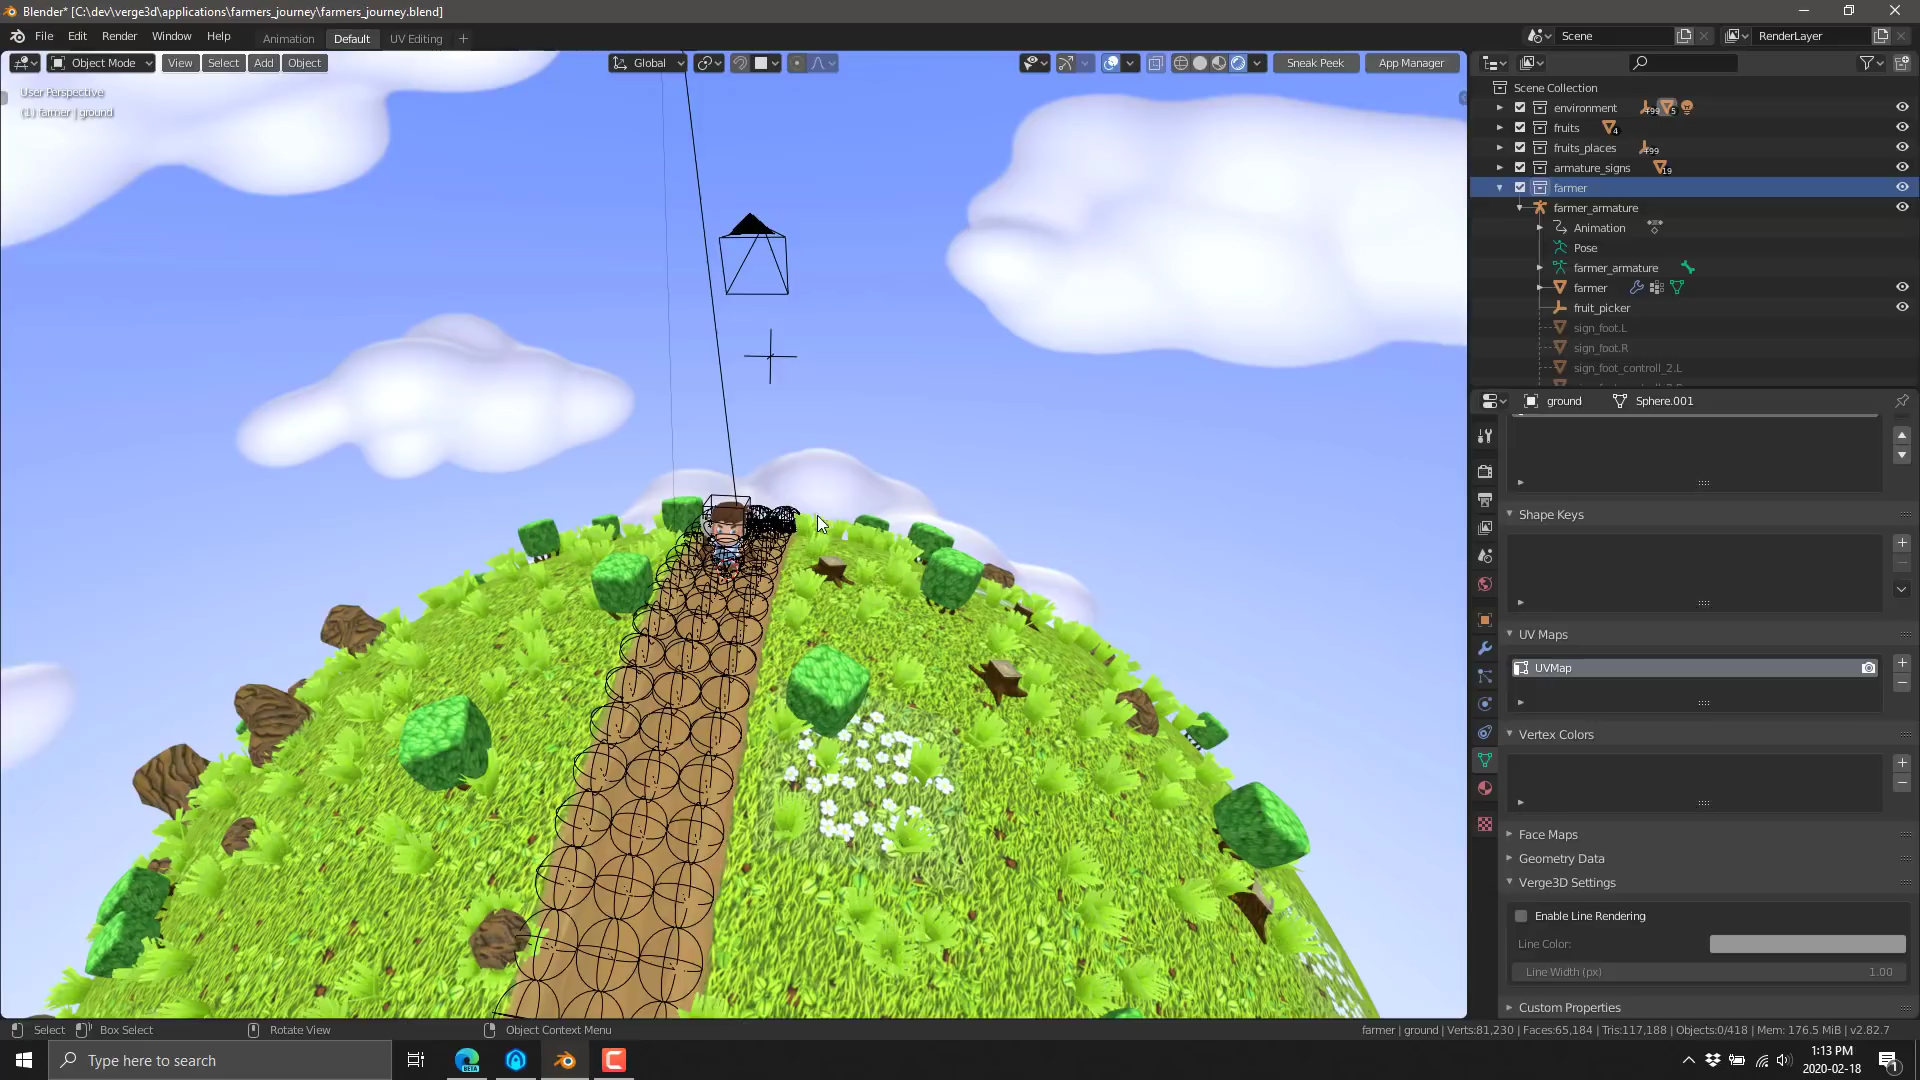 Blender* [C:\dev\verge3d\applications\farmers_journey\farmers_journey.blend]
File Edit Render Window Help Animation Default UV Editing + Scene RenderLayer
Object Mode View Select Add Object Global Sneak Peek App Manager
User Perspective
(1) farmer | ground
Scene Collection
environment
fruits 4
fruits_places
armature_signs 19
farmer
farmer_armature
Animation
Pose
farmer_armature
farmer
fruit_picker
sign_foot.L
sign_foot.R
sign_foot_controll_2.L
ground Sphere.001
Shape Keys
UV Maps
UVMap
Vertex Colors
Face Maps
Geometry Data
Verge3D Settings
Enable Line Rendering
Line Color:
Line Width (px) 1.00
Custom Properties
Select Box Select Rotate View Object Context Menu farmer | ground | Verts:81,230 | Faces:65,184 | Tris:117,188 | Objects:0/418 | Mem: 176.5 MiB | v2.82.7
Type here to search
BETA
1:13 PM
2020-02-18
1